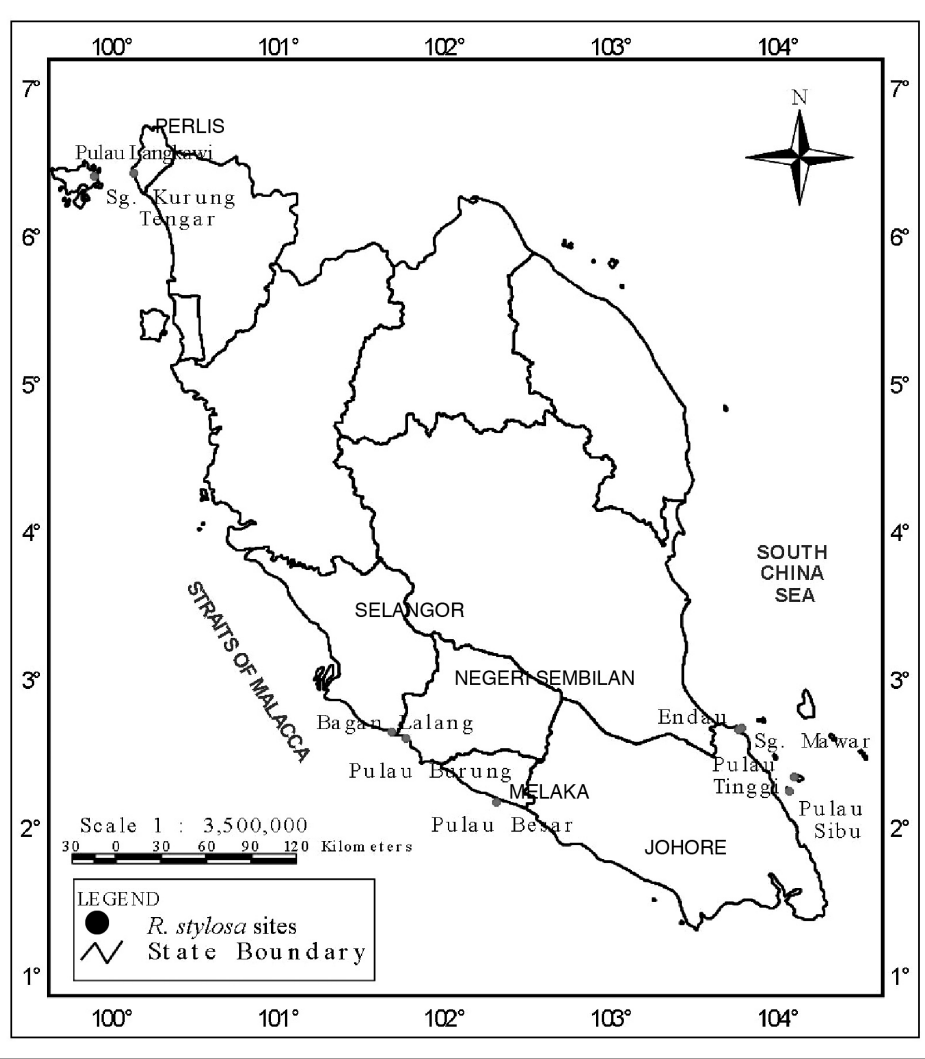 100° 101° 102° 103° 104°
7° 7°
N
PERLIS
Pulau Langkawi
Sg. Kurung
Tengar
6° 6°
5° 5°
4° 4°
SOUTH
CHINA
SEA
STRAITS OF MALACCA
SELANGOR
3° 3°
NEGERI SEMBILAN
Endau
Bagan Lalang
Sg. Mawar
Pulau Burung
Pulau
Tinggi
MELAKA
Pulau
Sibu
Pulau Besar
2° 2°
Scale 1 : 3,500,000
30 0 30 60 90 120 Kilometers
JOHORE
LEGEND
R. stylosa sites
State Boundary
1° 1°
100° 101° 102° 103° 104°